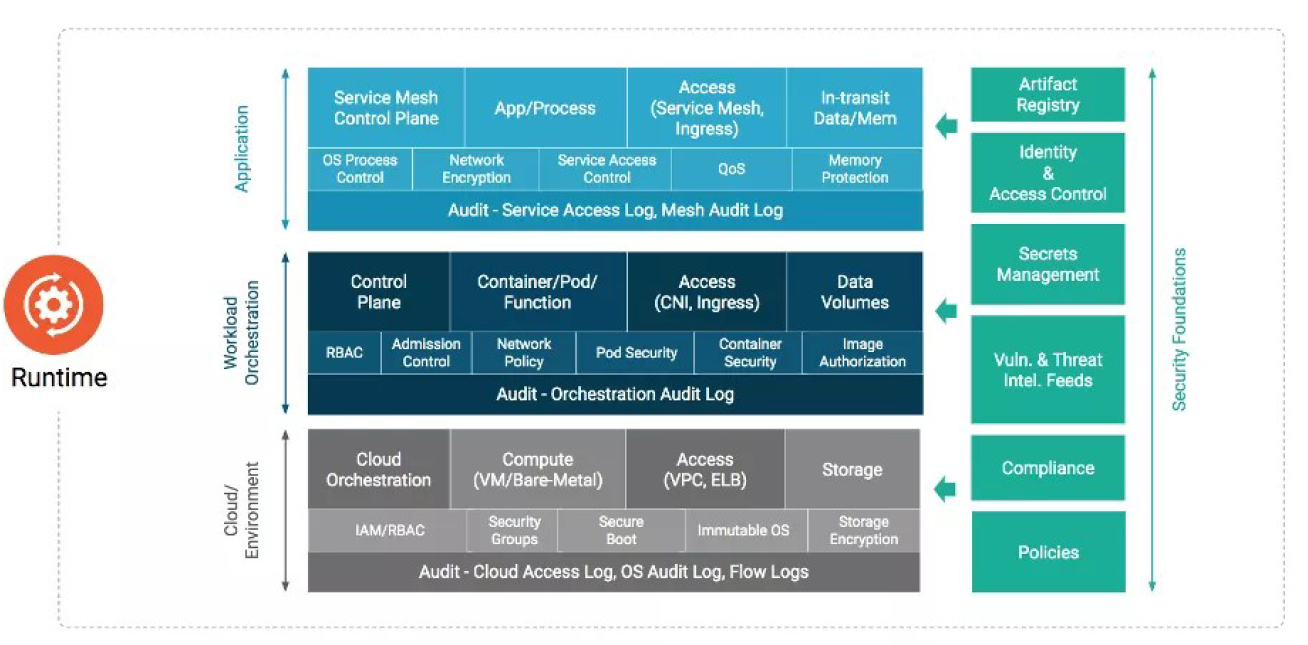 Runtime
Application
Service Mesh
Control Plane
App/Process
Access
(Service Mesh,
Ingress)
In-transit
Data/Mem
OS Process
Control
Network
Encryption
Service Access
Control
QoS
Memory
Protection
Audit - Service Access Log, Mesh Audit Log
Workload
Orchestration
Control
Plane
Container/Pod/
Function
Access
(CNI, Ingress)
Data
Volumes
RBAC
Admission
Control
Network
Policy
Pod Security
Container
Security
Image
Authorization
Audit - Orchestration Audit Log
Cloud/
Environment
Cloud
Orchestration
Compute
(VM/Bare-Metal)
Access
(VPC, ELB)
Storage
IAM/RBAC
Security
Groups
Secure
Boot
Immutable OS
Storage
Encryption
Audit - Cloud Access Log, OS Audit Log, Flow Logs
Artifact
Registry
Identity
&
Access Control
Secrets
Management
Vuln. & Threat
Intel. Feeds
Compliance
Policies
Security Foundations